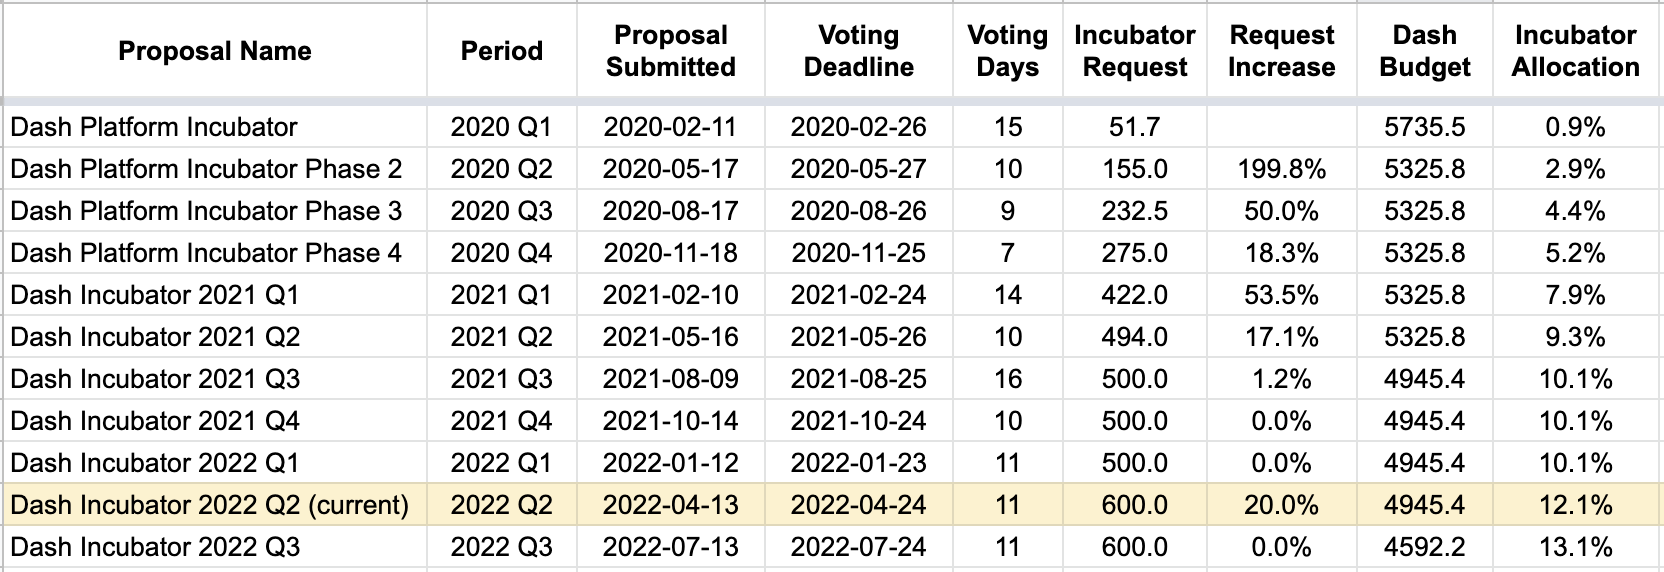 Proposal Name Period Proposal Submitted Voting Deadline Voting Days Incubator Request Request Increase Dash Budget Incubator Allocation
Dash Platform Incubator 2020 Q1 2020-02-11 2020-02-26 15 51.7 5735.5 0.9%
Dash Platform Incubator Phase 2 2020 Q2 2020-05-17 2020-05-27 10 155.0 199.8% 5325.8 2.9%
Dash Platform Incubator Phase 3 2020 Q3 2020-08-17 2020-08-26 9 232.5 50.0% 5325.8 4.4%
Dash Platform Incubator Phase 4 2020 Q4 2020-11-18 2020-11-25 7 275.0 18.3% 5325.8 5.2%
Dash Incubator 2021 Q1 2021 Q1 2021-02-10 2021-02-24 14 422.0 53.5% 5325.8 7.9%
Dash Incubator 2021 Q2 2021 Q2 2021-05-16 2021-05-26 10 494.0 17.1% 5325.8 9.3%
Dash Incubator 2021 Q3 2021 Q3 2021-08-09 2021-08-25 16 500.0 1.2% 4945.4 10.1%
Dash Incubator 2021 Q4 2021 Q4 2021-10-14 2021-10-24 10 500.0 0.0% 4945.4 10.1%
Dash Incubator 2022 Q1 2022 Q1 2022-01-12 2022-01-23 11 500.0 0.0% 4945.4 10.1%
Dash Incubator 2022 Q2 (current) 2022 Q2 2022-04-13 2022-04-24 11 600.0 20.0% 4945.4 12.1%
Dash Incubator 2022 Q3 2022 Q3 2022-07-13 2022-07-24 11 600.0 0.0% 4592.2 13.1%